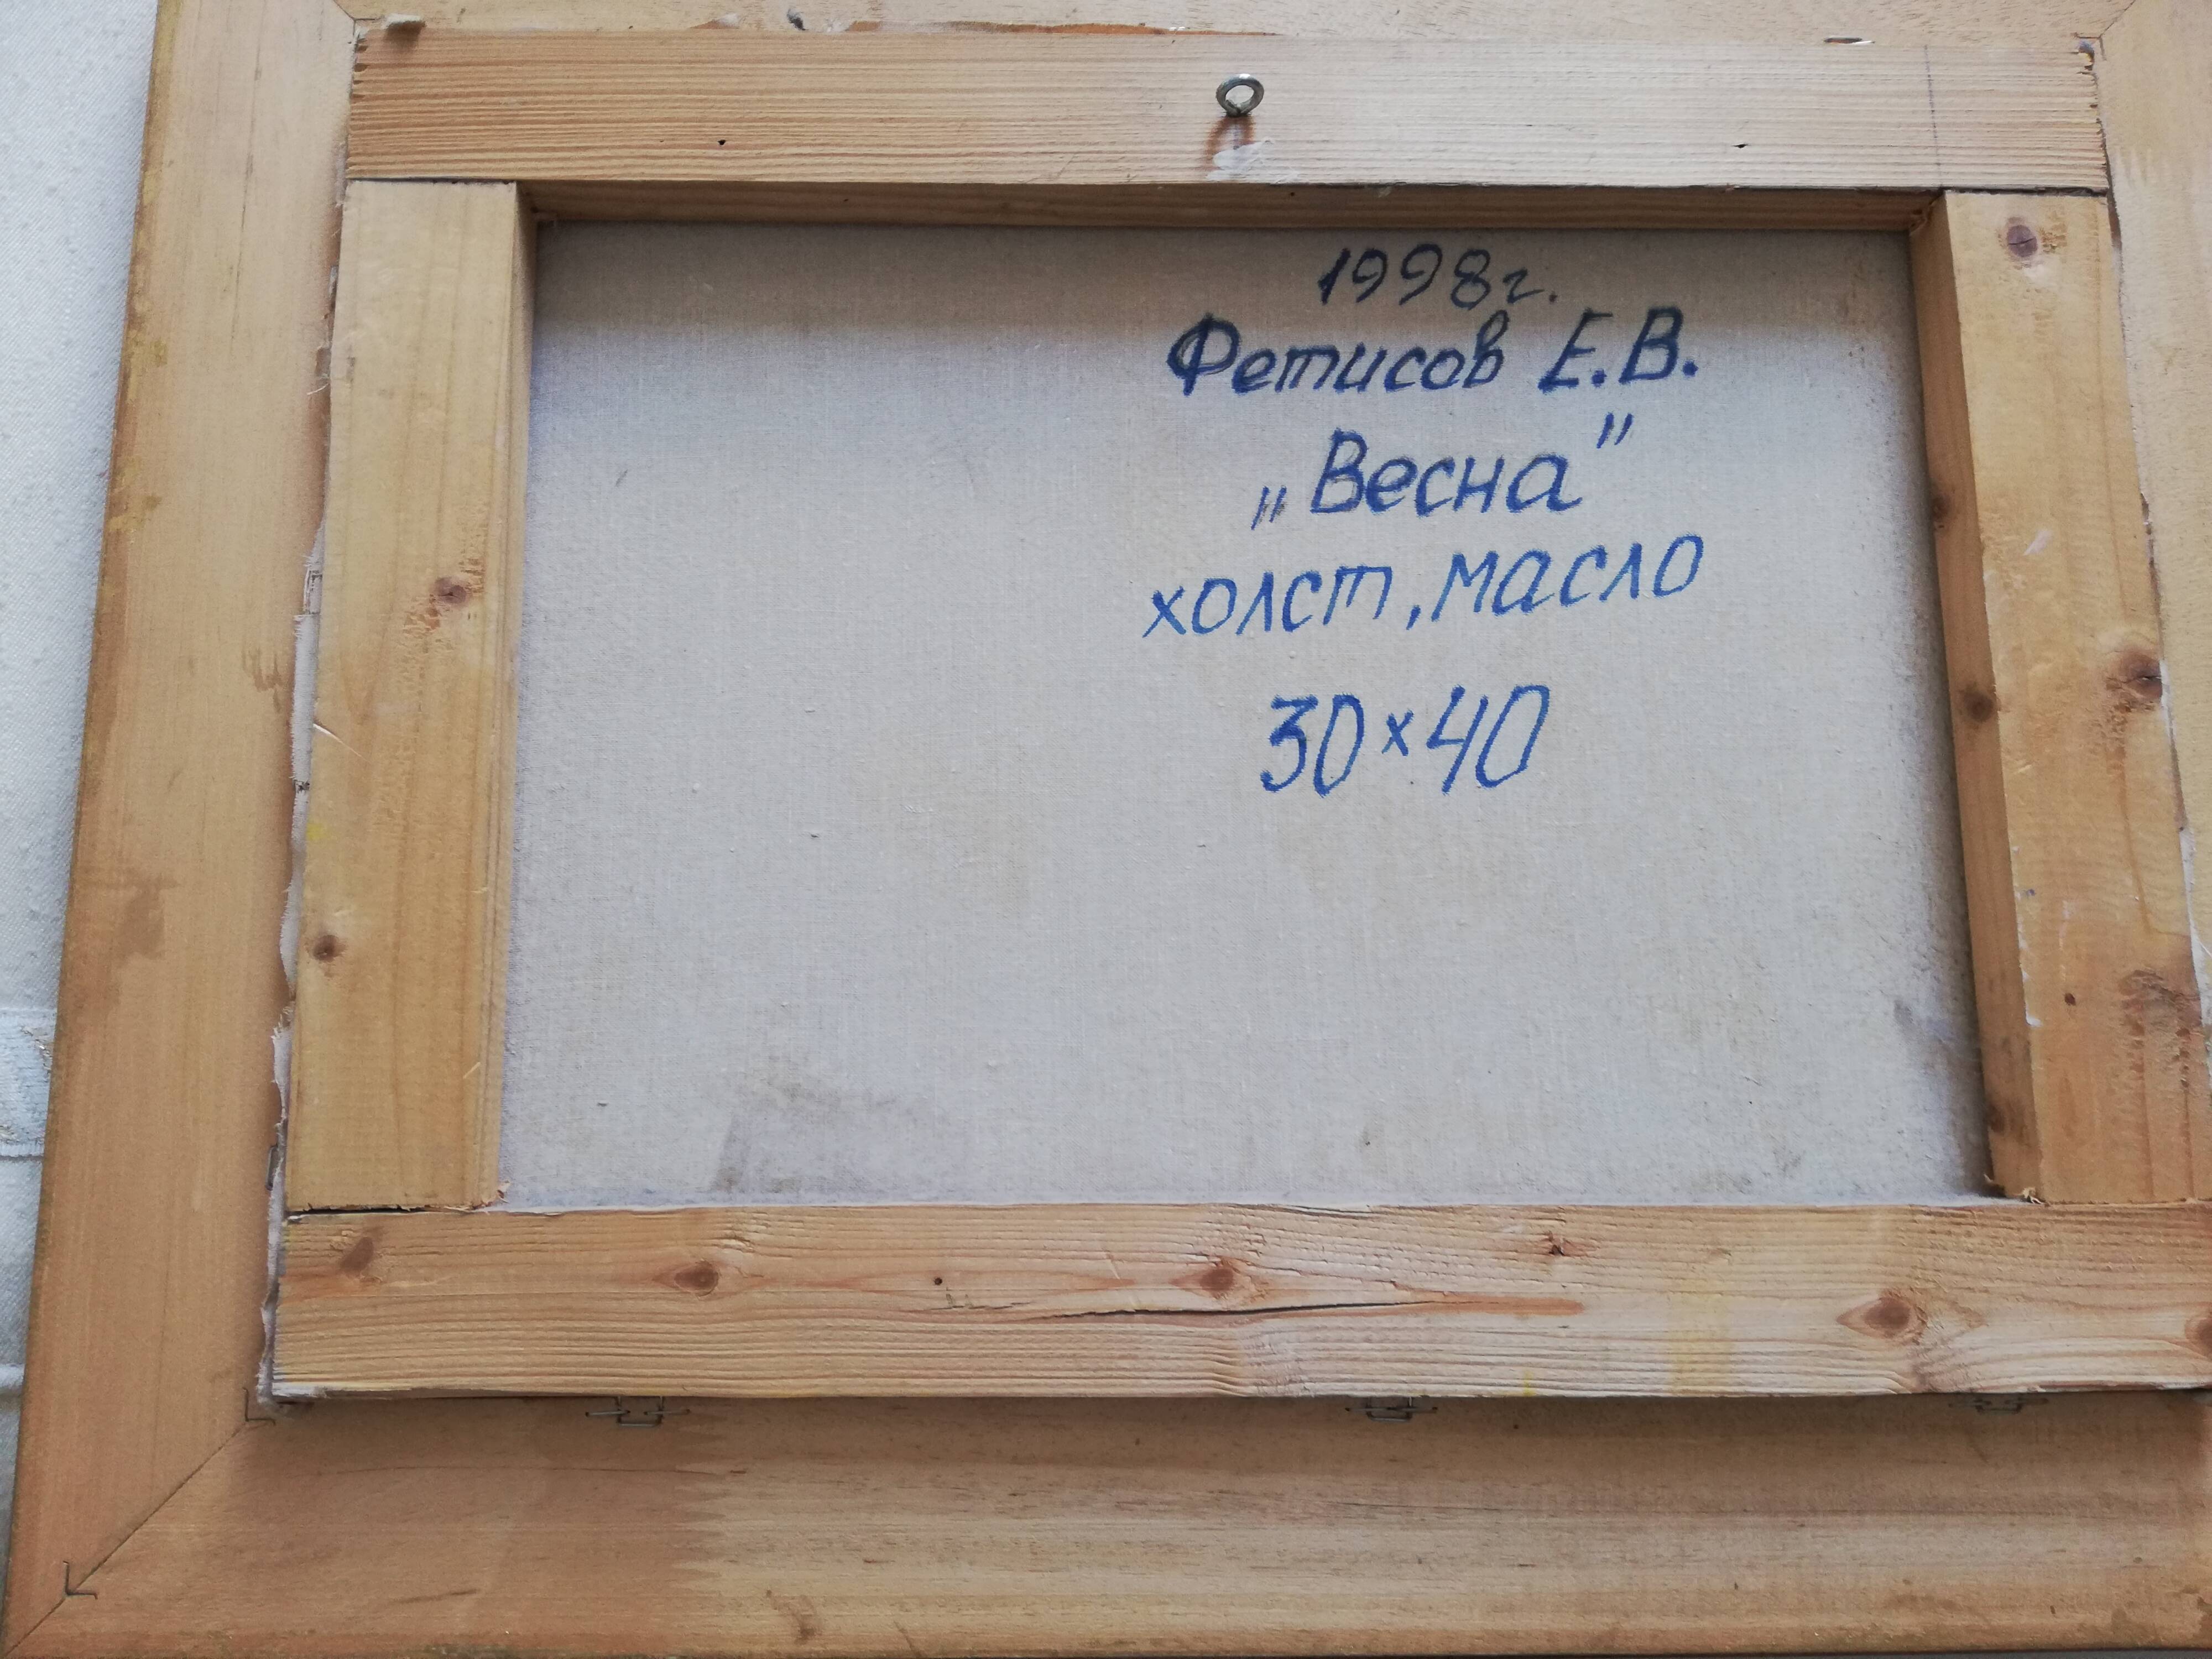 1998г.
Фетисов Е.В.
„Весна"
холст, масло
30×40